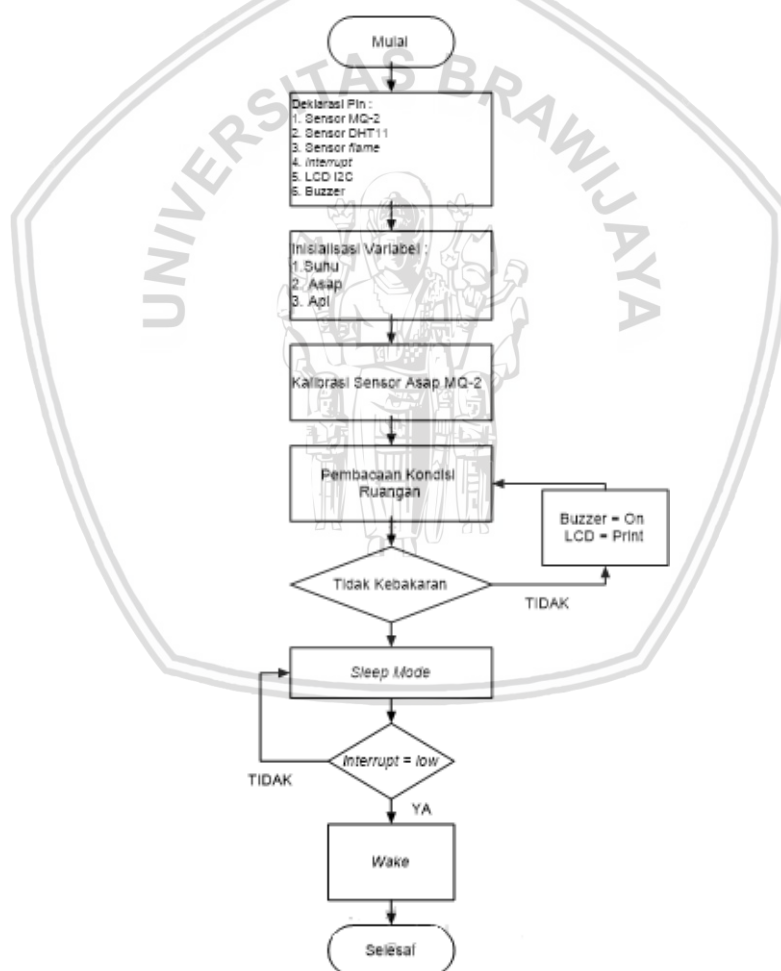 UNIVERSITAS BRAWIJAYA
Mulai
Deklarasi Pin :
1. Sensor MQ-2
2. Sensor DHT11
3. Sensor flame
4. Interrupt
5. LCD I2C
6. Buzzer
Inisialisasi Variabel :
1.Suhu
2. Asap
3. Api
Kalibrasi Sensor Asap MQ-2
Pembacaan Kondisi
Ruangan
Buzzer = On
LCD = Print
Tidak Kebakaran
TIDAK
Sleep Mode
Interrupt = low
TIDAK
YA
Wake
Selesai